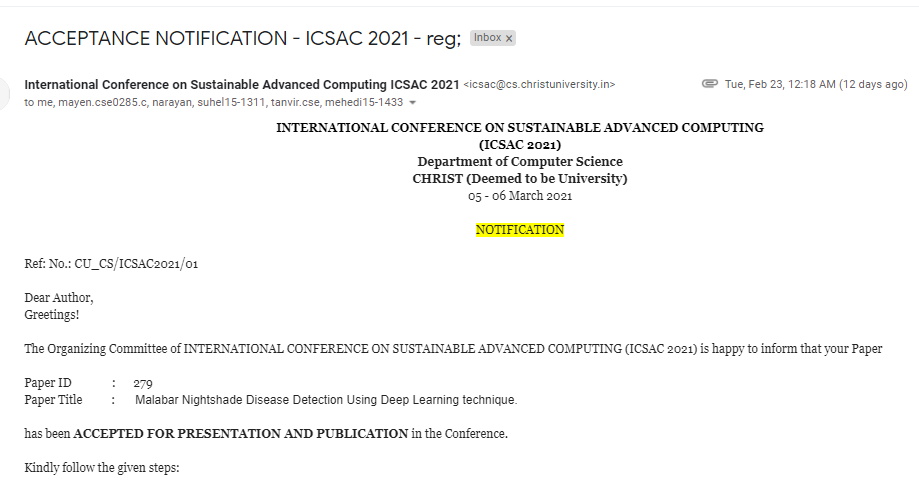 ACCEPTANCE NOTIFICATION - ICSAC 2021 - reg; Inbox x
International Conference on Sustainable Advanced Computing ICSAC 2021 <icsac@cs.christuniversity.in> Tue, Feb 23, 12:18 AM (12 days ago)
to me, mayen.cse0285.c, narayan, suhel15-1311, tanvir.cse, mehedi15-1433
INTERNATIONAL CONFERENCE ON SUSTAINABLE ADVANCED COMPUTING
(ICSAC 2021)
Department of Computer Science
CHRIST (Deemed to be University)
05 - 06 March 2021
NOTIFICATION
Ref: No.: CU_CS/ICSAC2021/01
Dear Author,
Greetings!
The Organizing Committee of INTERNATIONAL CONFERENCE ON SUSTAINABLE ADVANCED COMPUTING (ICSAC 2021) is happy to inform that your Paper
Paper ID : 279
Paper Title : Malabar Nightshade Disease Detection Using Deep Learning technique.
has been ACCEPTED FOR PRESENTATION AND PUBLICATION in the Conference.
Kindly follow the given steps: